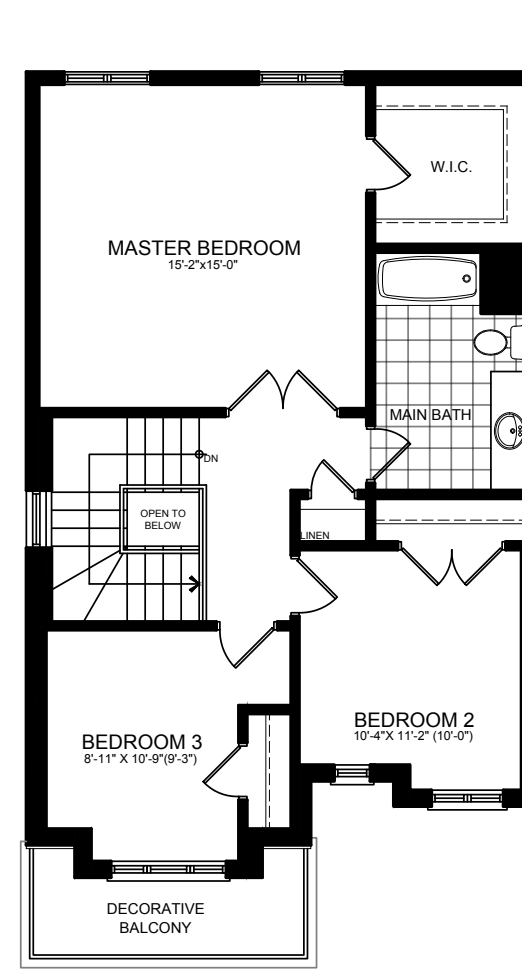 W.I.C.
MASTER BEDROOM
15'-2"x15'-0"
MAIN BATH
DN
OPEN TO
BELOW
LINEN
BEDROOM 2
10'-4"X 11'-2" (10'-0")
BEDROOM 3
8'-11" X 10'-9"(9'-3")
DECORATIVE
BALCONY